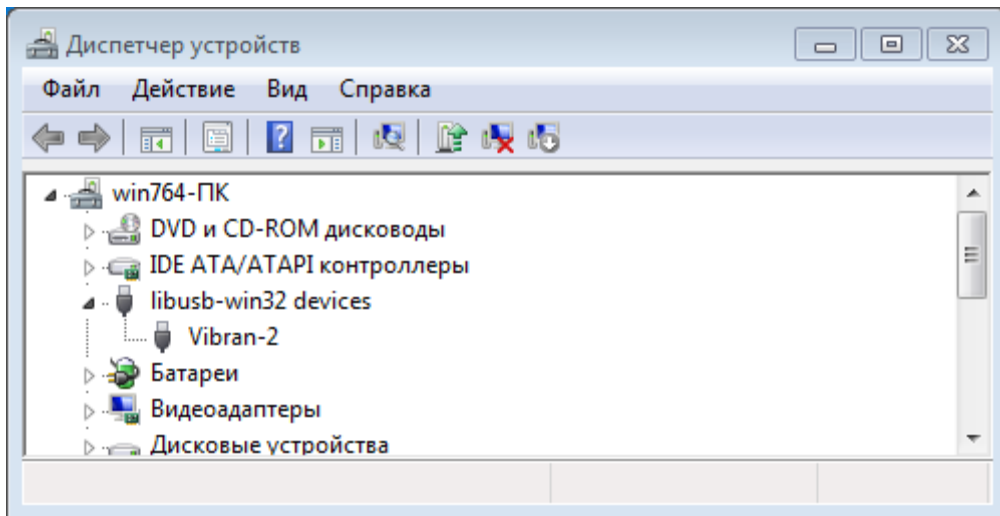 Диспетчер устройств
Файл Действие Вид Справка
win764-ПК
DVD и CD-ROM дисководы
IDE ATA/ATAPI контроллеры
libusb-win32 devices
Vibran-2
Батареи
Видеоадаптеры
Дисковые устройства